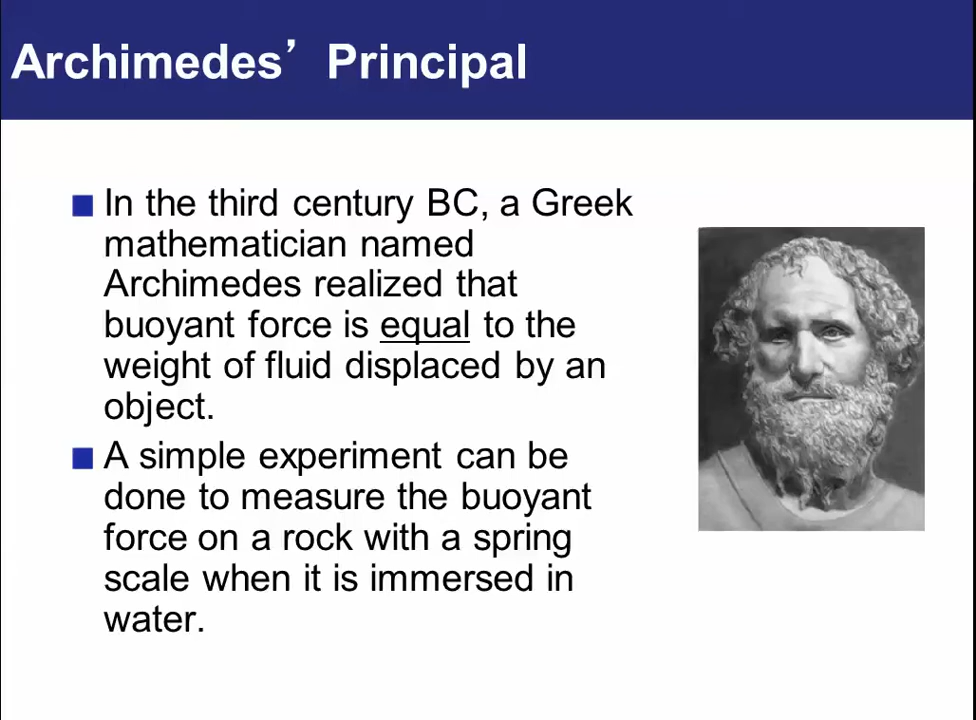 Archimedes’ Principal
In the third century BC, a Greek
mathematician named
Archimedes realized that
buoyant force is equal to the
weight of fluid displaced by an
object.
A simple experiment can be
done to measure the buoyant
force on a rock with a spring
scale when it is immersed in
water.